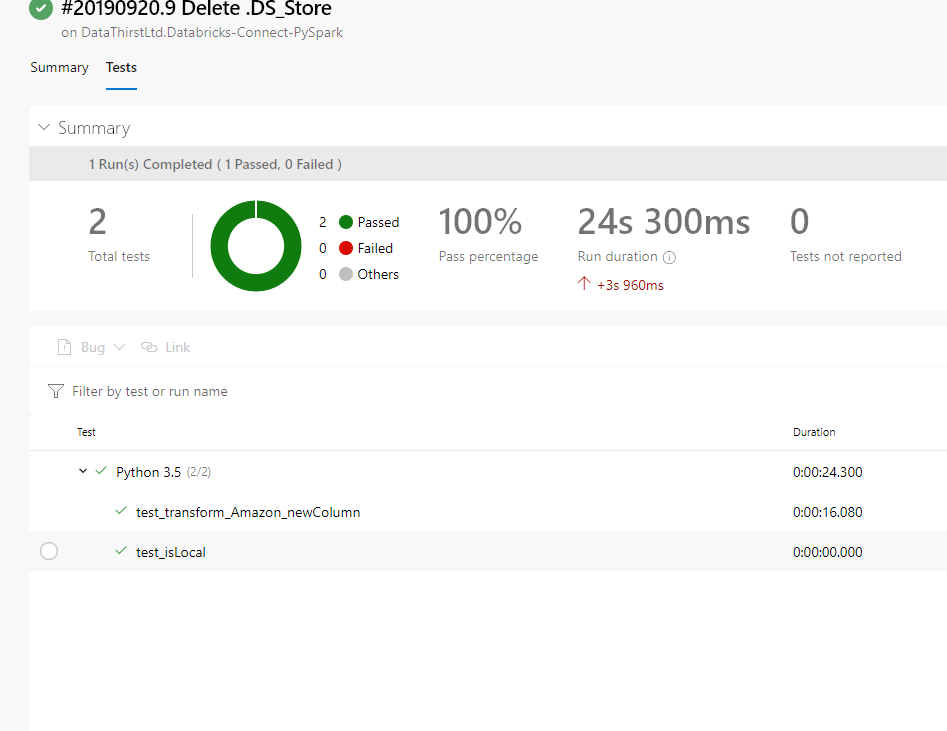 #20190920.9 Delete .DS_Store
on DataThirstLtd.Databricks-Connect-PySpark
Summary Tests
Summary
1 Run(s) Completed ( 1 Passed, 0 Failed )
2
Total tests
2 Passed
0 Failed
0 Others
100%
Pass percentage
24s 300ms
Run duration
+3s 960ms
0
Tests not reported
Bug Link
Filter by test or run name
Test Duration
Python 3.5 (2/2) 0:00:24.300
test_transform_Amazon_newColumn 0:00:16.080
test_isLocal 0:00:00.000